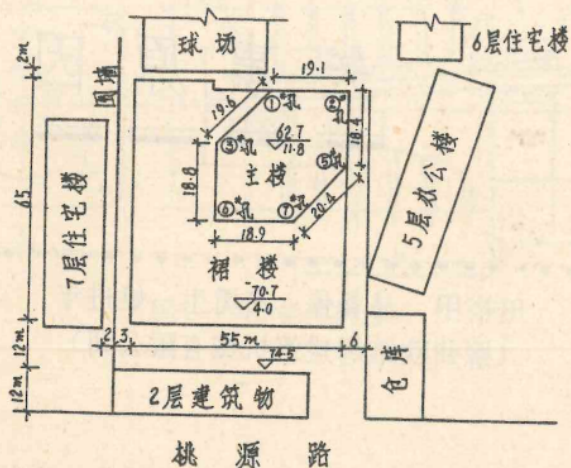 球场
6层住宅楼
2m
围墙
19.1
19.6
①#孔
②#孔
18.4
62.7
11.8
③#孔
⑤#孔
主楼
18.8
65
7层住宅楼
5层办公楼
⑥#孔
⑦#孔
20.4
18.9
裙楼
-70.7
4.0
2
3
55m
6
12m
74.5
仓库
12m
2层建筑物
桃源路